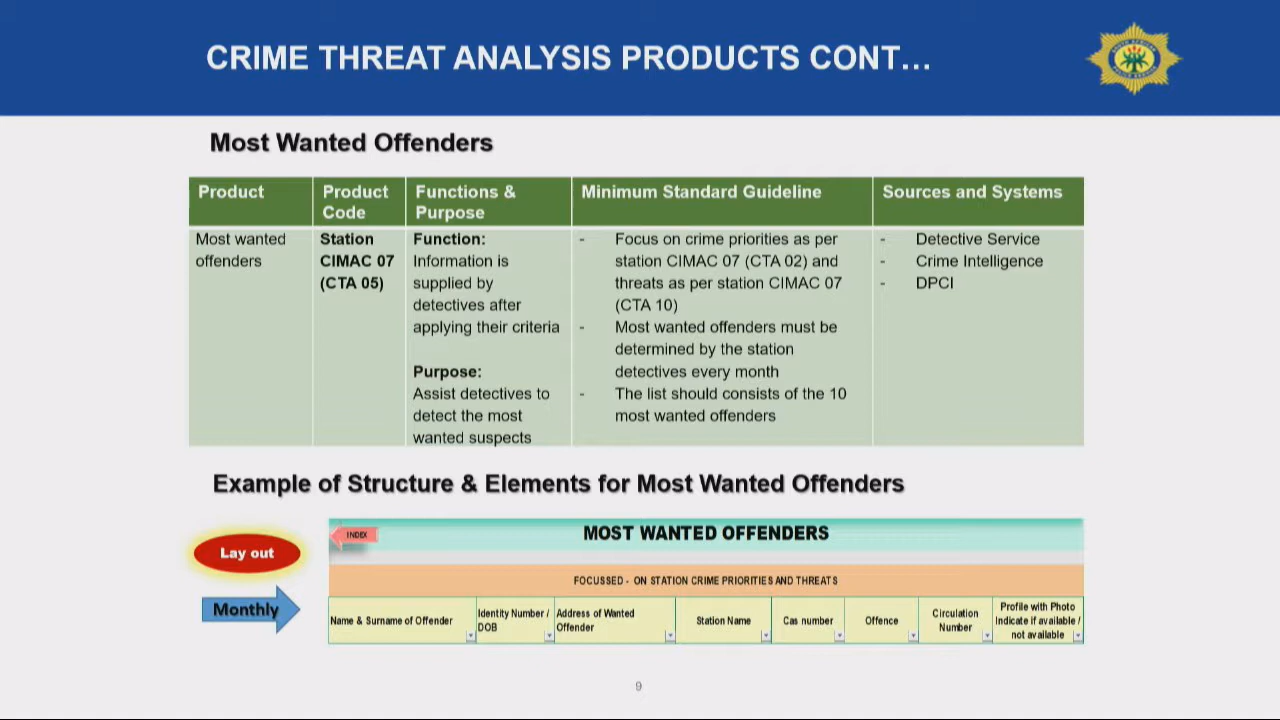 CRIME THREAT ANALYSIS PRODUCTS CONT...
Most Wanted Offenders
Product
Product
Code
Functions &
Purpose
Minimum Standard Guideline
Sources and Systems
Most wanted
offenders
Station
CIMAC 07
(CTA 05)
Function:
Information is
supplied by
detectives after
applying their criteria
Purpose:
Assist detectives to
detect the most
wanted suspects
- Focus on crime priorities as per
station CIMAC 07 (CTA 02) and
threats as per station CIMAC 07
(CTA 10)
- Most wanted offenders must be
determined by the station
detectives every month
- The list should consists of the 10
most wanted offenders
- Detective Service
- Crime Intelligence
- DPCI
Example of Structure & Elements for Most Wanted Offenders
Lay out
Monthly
INDEX
MOST WANTED OFFENDERS
FOCUSSED - ON STATION CRIME PRIORITIES AND THREATS
Name & Surname of Offender
Identity Number /
DOB
Address of Wanted
Offender
Station Name
Cas number
Offence
Circulation
Number
Profile with Photo
Indicate if available /
not available
9